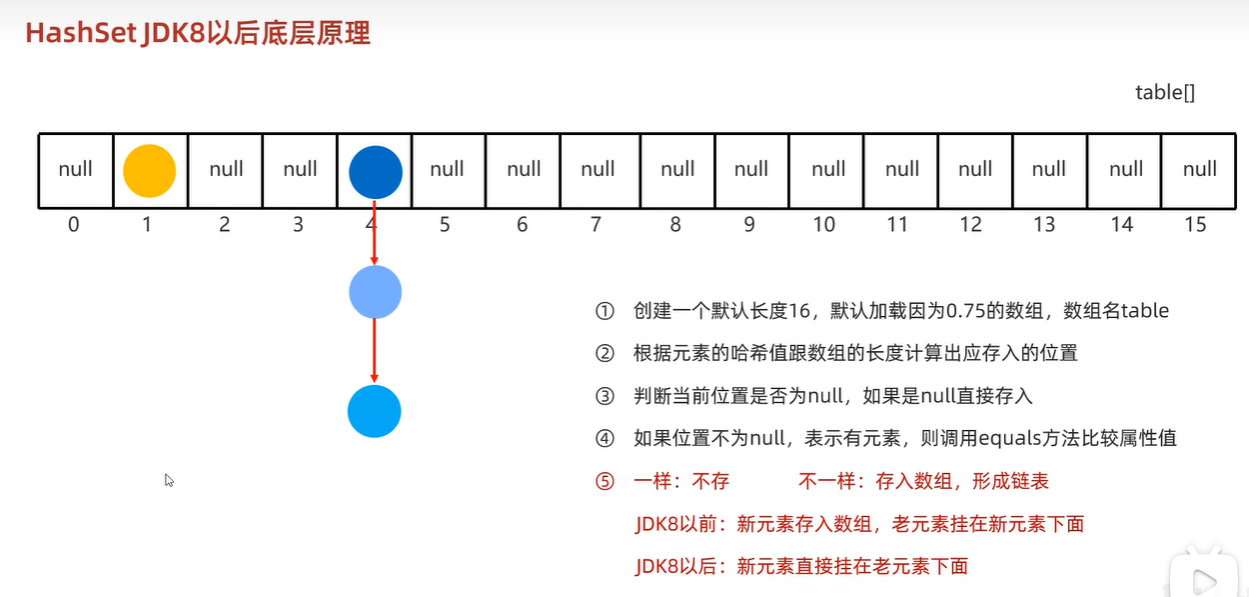 HashSet JDK8以后底层原理
table[]
null null null null null null null null null null null null null null
0 1 2 3 4 5 6 7 8 9 10 11 12 13 14 15
① 创建一个默认长度16，默认加载因为0.75的数组，数组名table
② 根据元素的哈希值跟数组的长度计算出应存入的位置
③ 判断当前位置是否为null，如果是null直接存入
④ 如果位置不为null，表示有元素，则调用equals方法比较属性值
⑤ 一样：不存 不一样：存入数组，形成链表
JDK8以前：新元素存入数组，老元素挂在新元素下面
JDK8以后：新元素直接挂在老元素下面